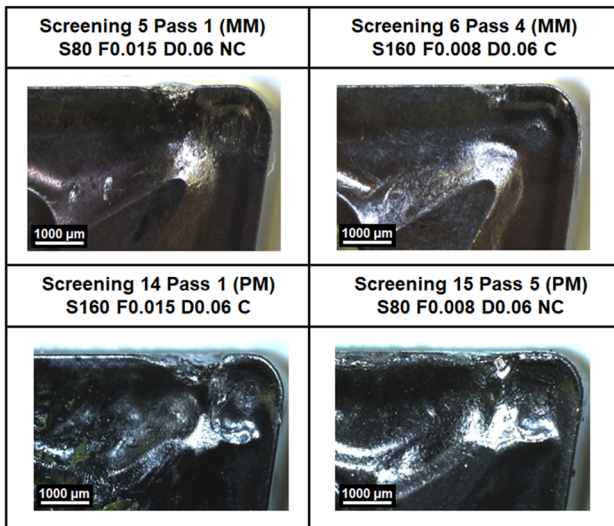 Screening 5 Pass 1 (MM)
S80 F0.015 D0.06 NC
Screening 6 Pass 4 (MM)
S160 F0.008 D0.06 C
1000 µm
1000 µm
Screening 14 Pass 1 (PM)
S160 F0.015 D0.06 C
Screening 15 Pass 5 (PM)
S80 F0.008 D0.06 NC
1000 µm
1000 µm